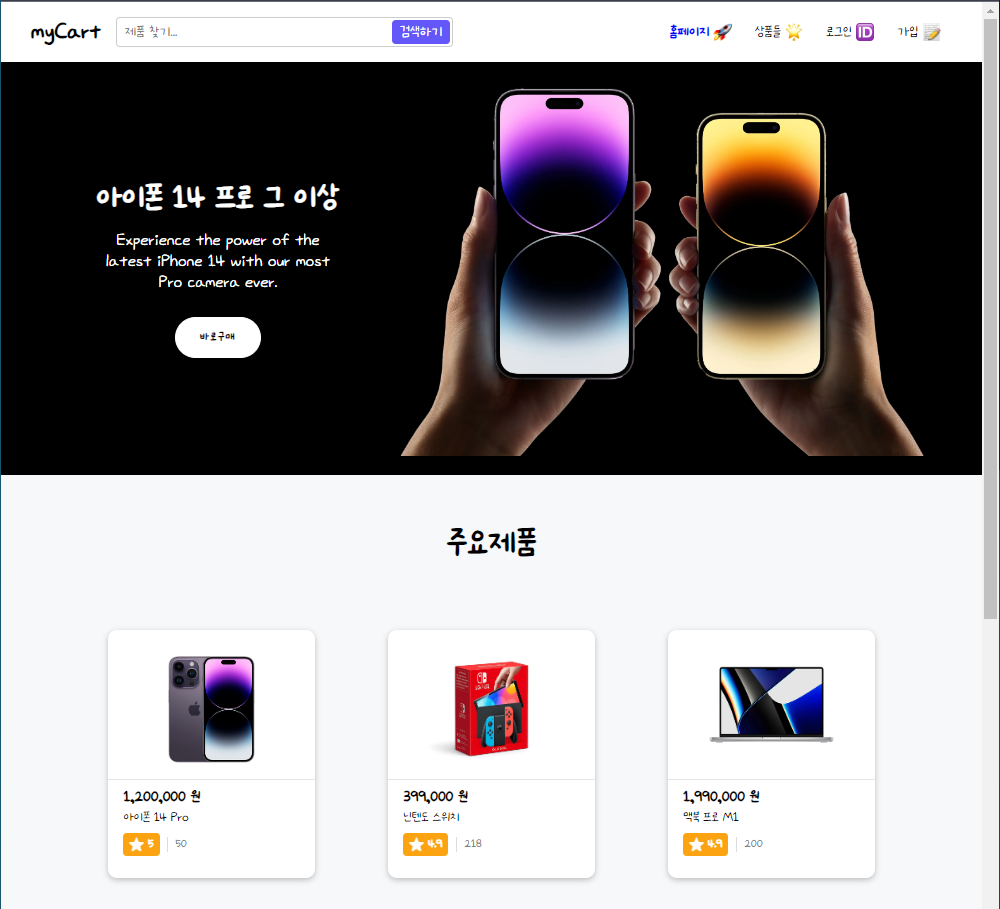 myCart
제품 찾기...
검색하기
홈페이지 🚀
상품들 🌟
로그인 🆔
가입 📝
아이폰 14 프로 그 이상
Experience the power of the
latest iPhone 14 with our most
Pro camera ever.
바로구매
주요제품
1,200,000 원
아이폰 14 Pro
5
50
399,000 원
닌텐도 스위치
4.9
218
1,990,000 원
맥북 프로 M1
4.9
200